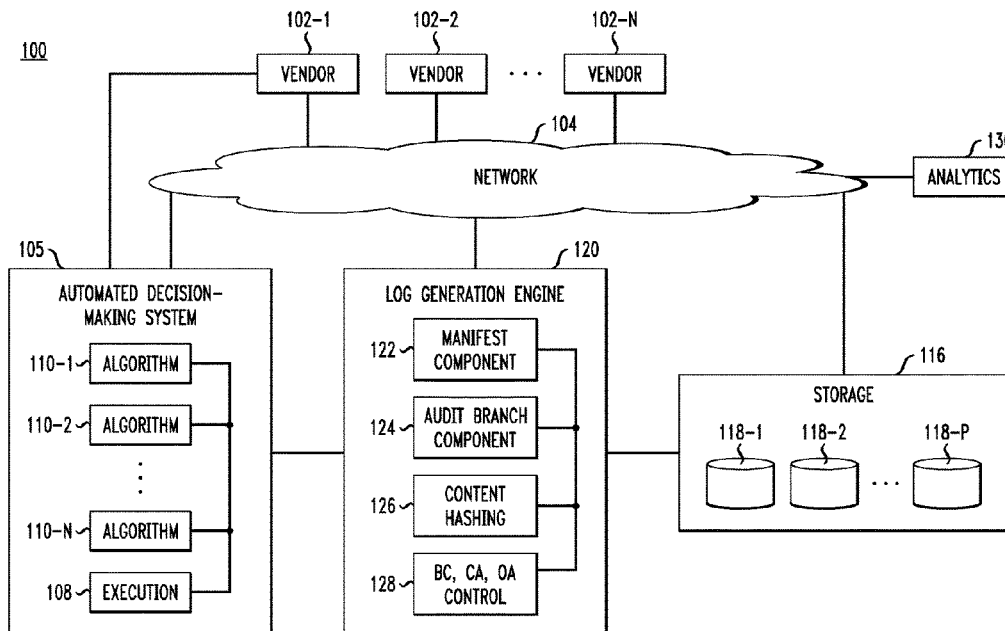 100
102-1
102-2
102-N
VENDOR
VENDOR
. . .
VENDOR
104
NETWORK
ANALYTICS
105
AUTOMATED DECISION-
MAKING SYSTEM
110-1
ALGORITHM
110-2
ALGORITHM
110-N
ALGORITHM
108
EXECUTION
120
LOG GENERATION ENGINE
122
MANIFEST
COMPONENT
124
AUDIT BRANCH
COMPONENT
126
CONTENT
HASHING
128
BC, CA, OA
CONTROL
116
STORAGE
118-1
118-2
118-P
. . .